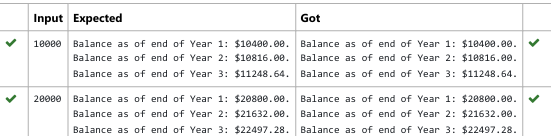 Input Expected Got
10000 Balance as of end of Year 1: $10400.00. Balance as of end of Year 1: $10400.00.
Balance as of end of Year 2: $10816.00. Balance as of end of Year 2: $10816.00.
Balance as of end of Year 3: $11248.64. Balance as of end of Year 3: $11248.64.
20000 Balance as of end of Year 1: $20800.00. Balance as of end of Year 1: $20800.00.
Balance as of end of Year 2: $21632.00. Balance as of end of Year 2: $21632.00.
Balance as of end of Year 3: $22497.28. Balance as of end of Year 3: $22497.28.